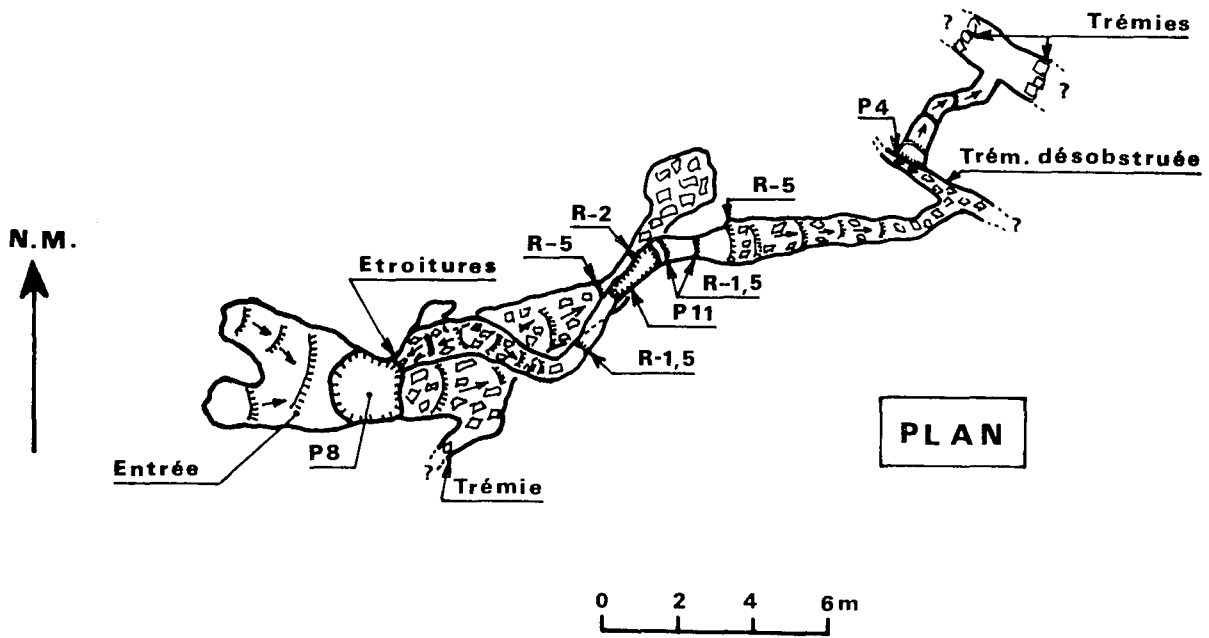 ?
Trémies
?
P4
Trém. désobstruée
R-5
R-2
?
N.M.
R-5
Etroitures
R-1,5
P11
R-1,5
PLAN
P8
Entrée
?
Trémie
0 2 4 6m